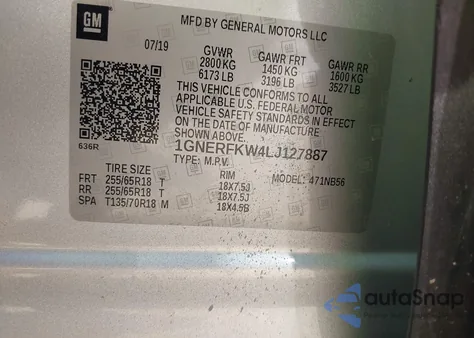 GM
MFD BY GENERAL MOTORS LLC
07/19
GVWR GAWR FRT GAWR RR
2800 KG 1450 KG 1600 KG
6173 LB 3196 LB 3527 LB
THIS VEHICLE CONFORMS TO ALL
APPLICABLE U.S. FEDERAL MOTOR
VEHICLE SAFETY STANDARDS IN EFFECT
ON THE DATE OF MANUFACTURE
SHOWN ABOVE.
636R
1GNERFKW4LJ127887
TYPE: M.P.V. MODEL: 471NB56
TIRE SIZE RIM
FRT 255/65R18 T 18X7.5J
RR 255/65R18 T 18X7.5J
SPA T135/70R18 M 18X4.5B
autoSnap